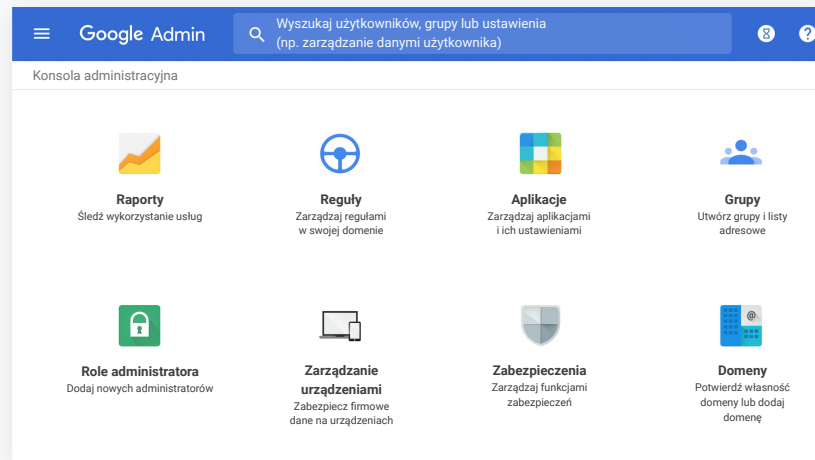 Google Admin
Wyszukaj użytkowników, grupy lub ustawienia
(np. zarządzanie danymi użytkownika)
8
?
Konsola administracyjna
Raporty
Śledź wykorzystanie usług
Reguły
Zarządzaj regułami
w swojej domenie
Aplikacje
Zarządzaj aplikacjami
i ich ustawieniami
Grupy
Utwórz grupy i listy
adresowe
Role administratora
Dodaj nowych administratorów
Zarządzanie
urządzeniami
Zabezpiecz firmowe
dane na urządzeniach
Zabezpieczenia
Zarządzaj funkcjami
zabezpieczeń
@
Domeny
Potwierdź własność
domeny lub dodaj
domenę